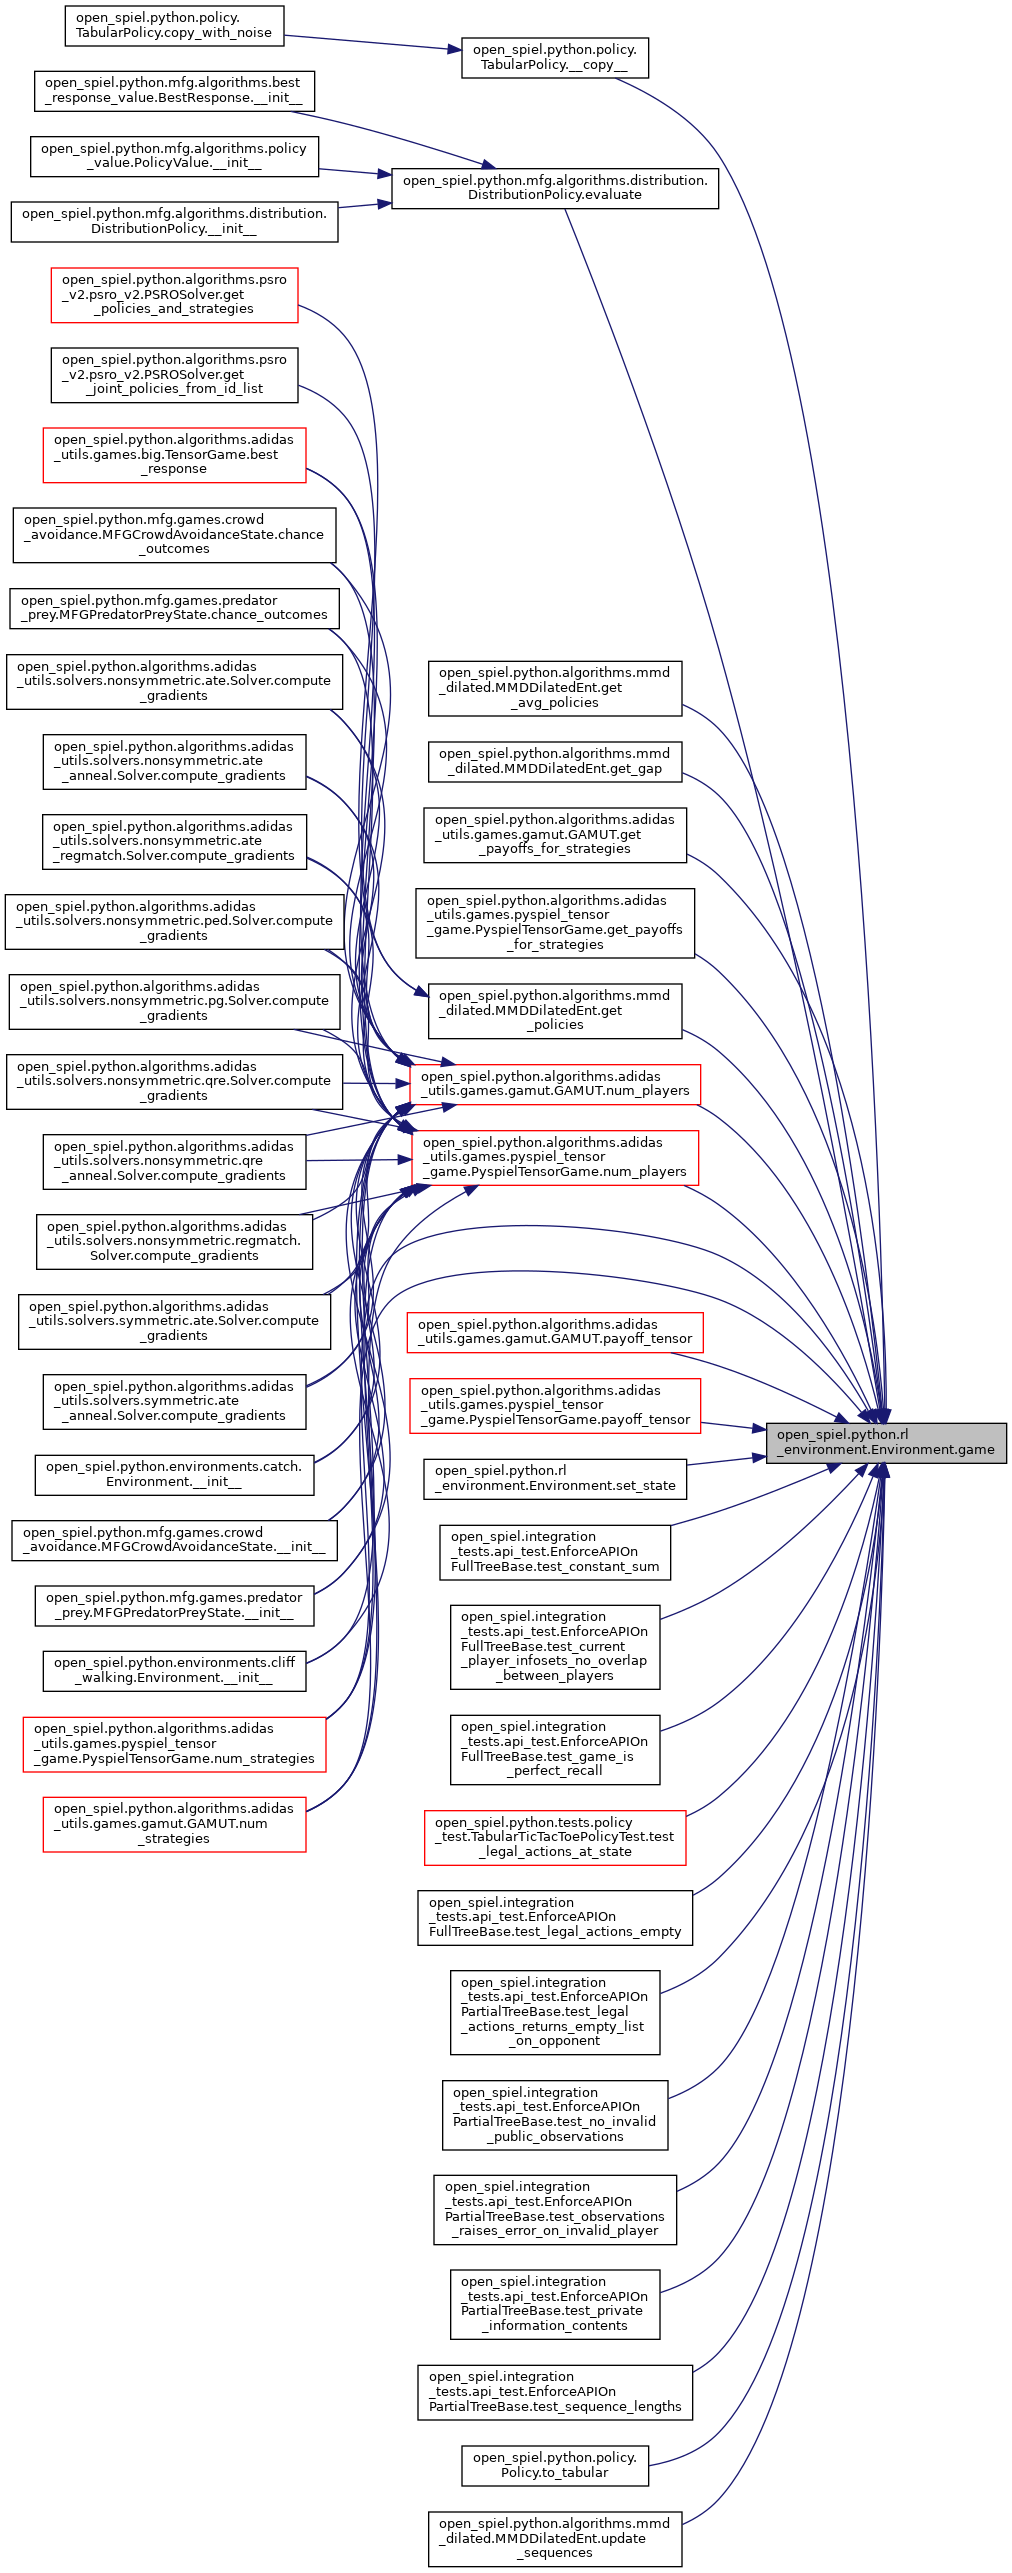 open_spiel.python.policy.
TabularPolicy.copy_with_noise
open_spiel.python.policy.
TabularPolicy.__copy__
open_spiel.python.mfg.algorithms.best
_response_value.BestResponse.__init__
open_spiel.python.mfg.algorithms.policy
_value.PolicyValue.__init__
open_spiel.python.mfg.algorithms.distribution.
DistributionPolicy.evaluate
open_spiel.python.mfg.algorithms.distribution.
DistributionPolicy.__init__
open_spiel.python.algorithms.psro
_v2.psro_v2.PSROSolver.get
_policies_and_strategies
open_spiel.python.algorithms.psro
_v2.psro_v2.PSROSolver.get
_joint_policies_from_id_list
open_spiel.python.algorithms.adidas
_utils.games.big.TensorGame.best
_response
open_spiel.python.mfg.games.crowd
_avoidance.MFGCrowdAvoidanceState.chance
_outcomes
open_spiel.python.mfg.games.predator
_prey.MFGPredatorPreyState.chance_outcomes
open_spiel.python.algorithms.adidas
_utils.solvers.nonsymmetric.ate.Solver.compute
_gradients
open_spiel.python.algorithms.adidas
_utils.solvers.nonsymmetric.ate
_anneal.Solver.compute_gradients
open_spiel.python.algorithms.adidas
_utils.solvers.nonsymmetric.ate
_regmatch.Solver.compute_gradients
open_spiel.python.algorithms.adidas
_utils.solvers.nonsymmetric.ped.Solver.compute
_gradients
open_spiel.python.algorithms.adidas
_utils.solvers.nonsymmetric.pg.Solver.compute
_gradients
open_spiel.python.algorithms.adidas
_utils.solvers.nonsymmetric.qre.Solver.compute
_gradients
open_spiel.python.algorithms.adidas
_utils.solvers.nonsymmetric.qre
_anneal.Solver.compute_gradients
open_spiel.python.algorithms.adidas
_utils.solvers.nonsymmetric.regmatch.
Solver.compute_gradients
open_spiel.python.algorithms.adidas
_utils.solvers.symmetric.ate.Solver.compute
_gradients
open_spiel.python.algorithms.adidas
_utils.solvers.symmetric.ate
_anneal.Solver.compute_gradients
open_spiel.python.environments.catch.
Environment.__init__
open_spiel.python.mfg.games.crowd
_avoidance.MFGCrowdAvoidanceState.__init__
open_spiel.python.mfg.games.predator
_prey.MFGPredatorPreyState.__init__
open_spiel.python.environments.cliff
_walking.Environment.__init__
open_spiel.python.algorithms.adidas
_utils.games.pyspiel_tensor
_game.PyspielTensorGame.num_strategies
open_spiel.python.algorithms.adidas
_utils.games.gamut.GAMUT.num
_strategies
open_spiel.python.algorithms.mmd
_dilated.MMDDilatedEnt.get
_avg_policies
open_spiel.python.algorithms.mmd
_dilated.MMDDilatedEnt.get_gap
open_spiel.python.algorithms.adidas
_utils.games.gamut.GAMUT.get
_payoffs_for_strategies
open_spiel.python.algorithms.adidas
_utils.games.pyspiel_tensor
_game.PyspielTensorGame.get_payoffs
_for_strategies
open_spiel.python.algorithms.mmd
_dilated.MMDDilatedEnt.get
_policies
open_spiel.python.algorithms.adidas
_utils.games.gamut.GAMUT.num_players
open_spiel.python.algorithms.adidas
_utils.games.pyspiel_tensor
_game.PyspielTensorGame.num_players
open_spiel.python.algorithms.adidas
_utils.games.gamut.GAMUT.payoff_tensor
open_spiel.python.algorithms.adidas
_utils.games.pyspiel_tensor
_game.PyspielTensorGame.payoff_tensor
open_spiel.python.rl
_environment.Environment.set_state
open_spiel.integration
_tests.api_test.EnforceAPIOn
FullTreeBase.test_constant_sum
open_spiel.integration
_tests.api_test.EnforceAPIOn
FullTreeBase.test_current
_player_infosets_no_overlap
_between_players
open_spiel.integration
_tests.api_test.EnforceAPIOn
FullTreeBase.test_game_is
_perfect_recall
open_spiel.python.tests.policy
_test.TabularTicTacToePolicyTest.test
_legal_actions_at_state
open_spiel.integration
_tests.api_test.EnforceAPIOn
FullTreeBase.test_legal_actions_empty
open_spiel.integration
_tests.api_test.EnforceAPIOn
PartialTreeBase.test_legal
_actions_returns_empty_list
_on_opponent
open_spiel.integration
_tests.api_test.EnforceAPIOn
PartialTreeBase.test_no_invalid
_public_observations
open_spiel.integration
_tests.api_test.EnforceAPIOn
PartialTreeBase.test_observations
_raises_error_on_invalid_player
open_spiel.integration
_tests.api_test.EnforceAPIOn
PartialTreeBase.test_private
_information_contents
open_spiel.integration
_tests.api_test.EnforceAPIOn
PartialTreeBase.test_sequence_lengths
open_spiel.python.policy.
Policy.to_tabular
open_spiel.python.algorithms.mmd
_dilated.MMDDilatedEnt.update
_sequences
open_spiel.python.rl
_environment.Environment.game